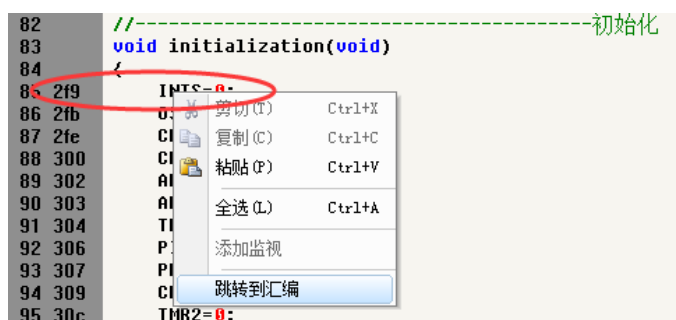 82 //--------------------------------------------初始化
83 void initialization(void)
84 {
85 2f9 INTS=0;
86 2fb
87 2fe
88 300
89 302
90 303
91 304
92 306
93 307
94 309
95 30c TMR2=0;
剪切(T) Ctrl+X
复制(C) Ctrl+C
粘贴(P) Ctrl+V
全选(L) Ctrl+A
添加监视
跳转到汇编